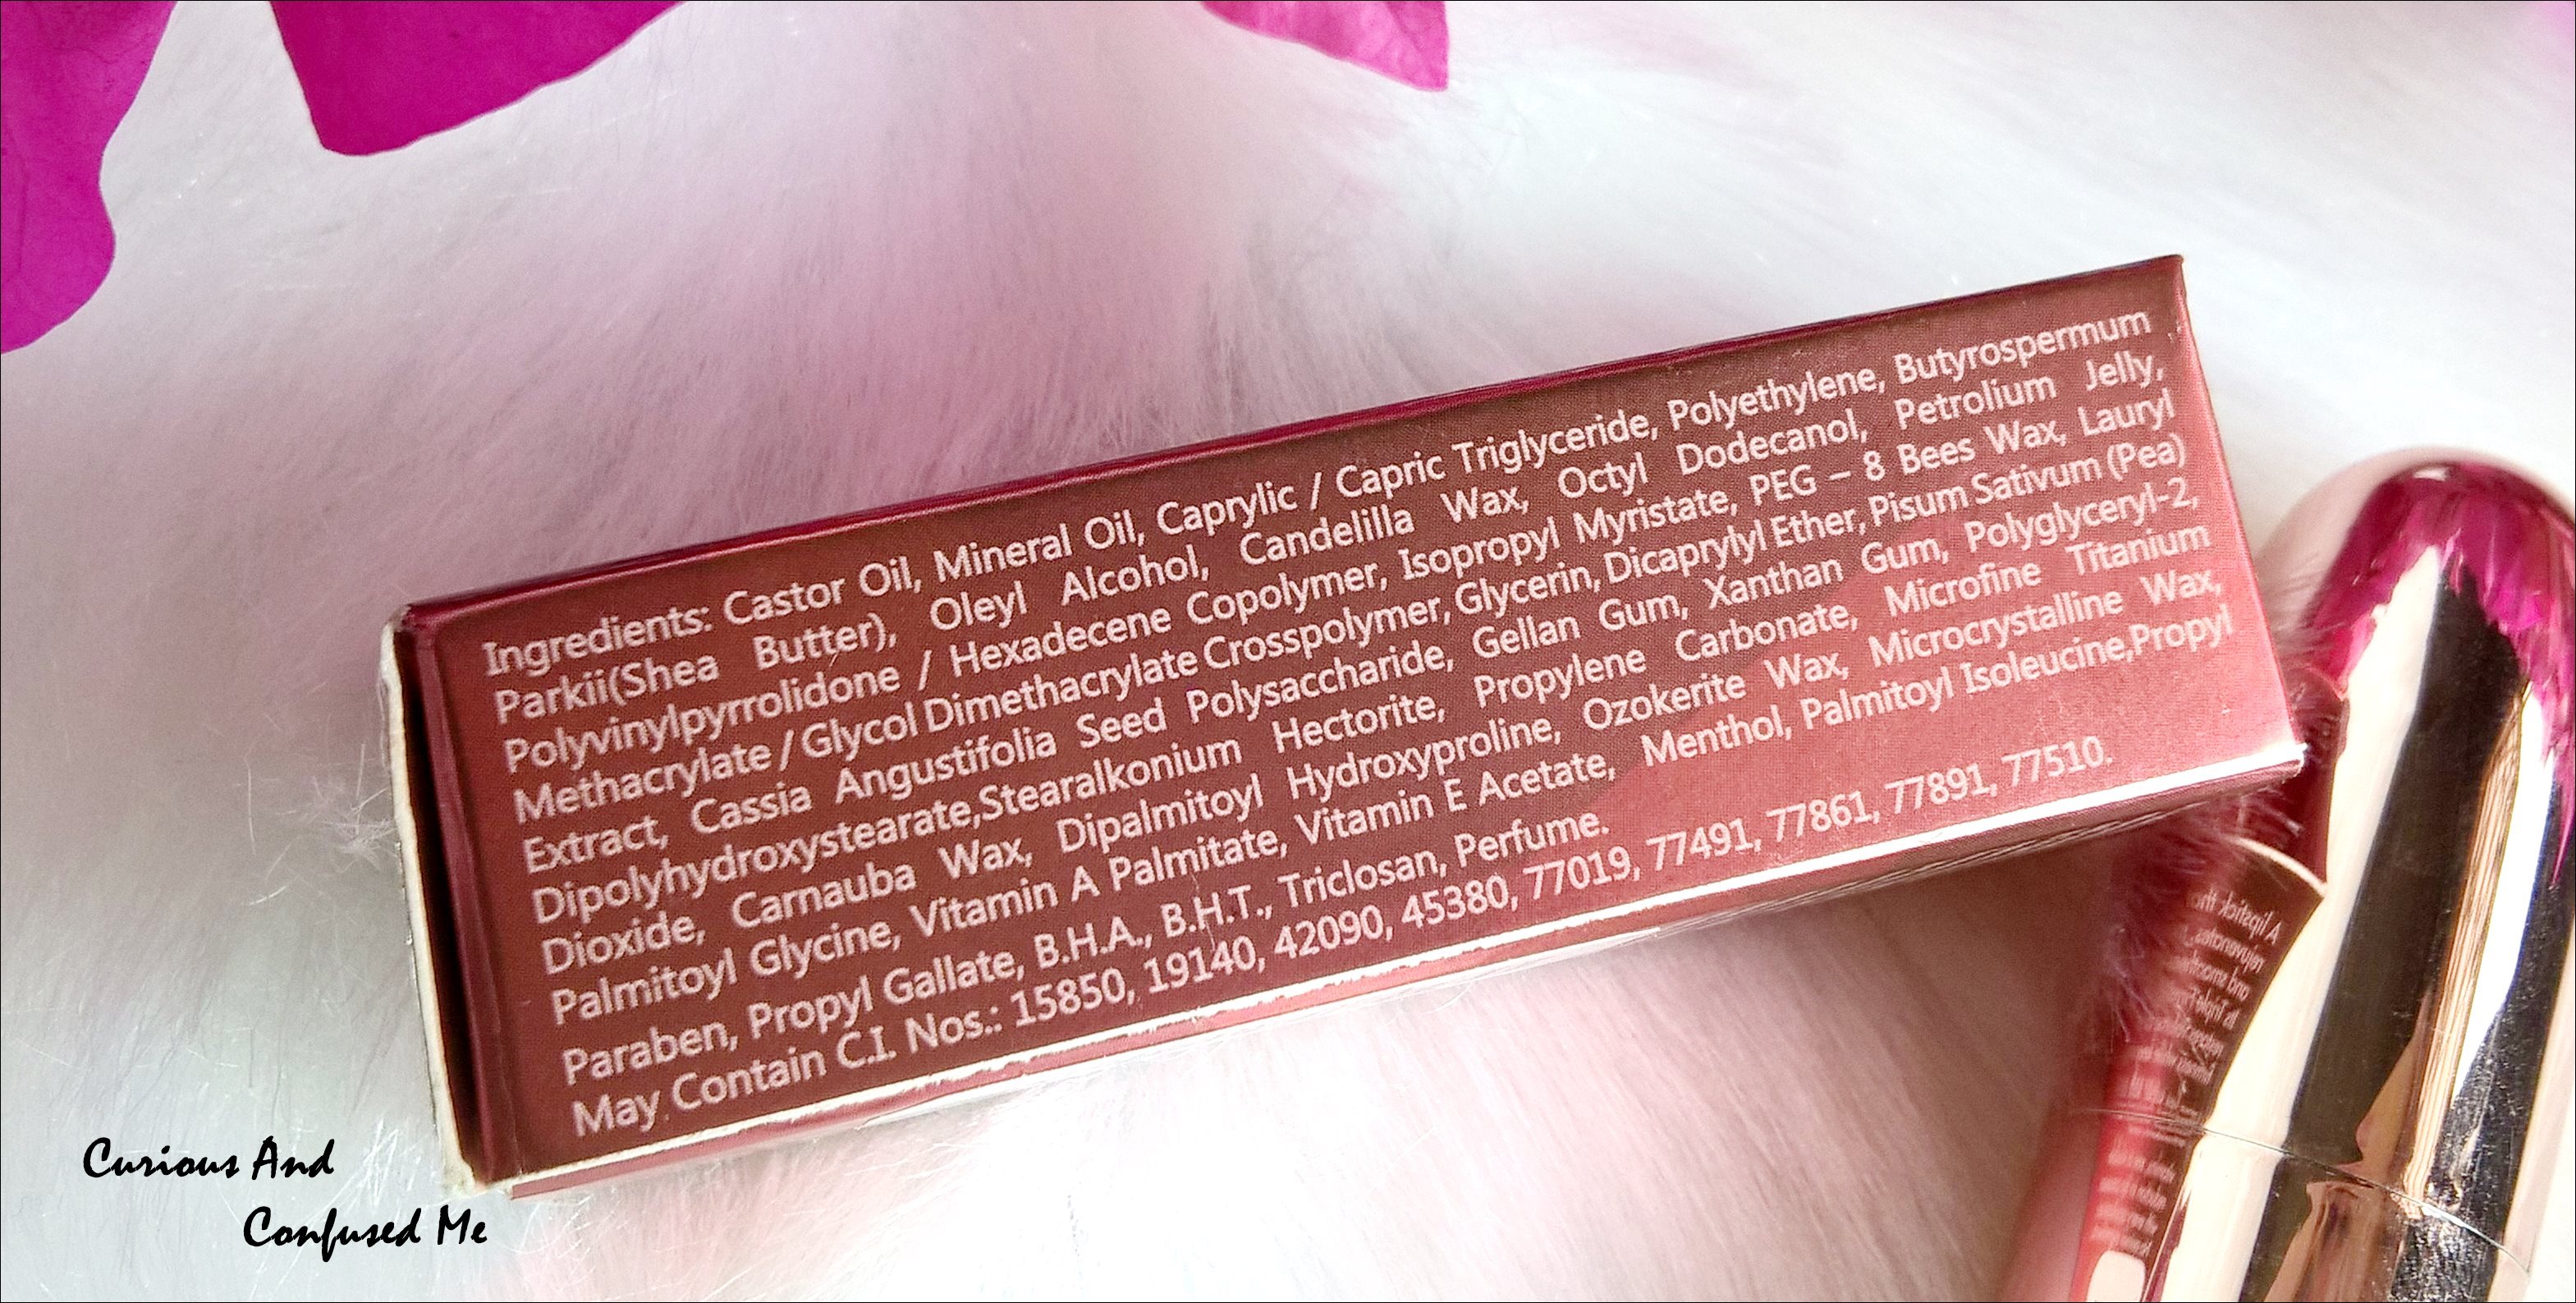 Ingredients: Castor Oil, Mineral Oil, Caprylic / Capric Triglyceride, Polyethylene, Butyrospermum
Parkii(Shea Butter), Oleyl Alcohol, Candelilla Wax, Octyl Dodecanol, Petrolium Jelly,
Polyvinylpyrrolidone / Hexadecene Copolymer, Isopropyl Myristate, PEG – 8 Bees Wax, Lauryl
Methacrylate / Glycol Dimethacrylate Crosspolymer, Glycerin, Dicaprylyl Ether, Pisum Sativum (Pea)
Extract, Cassia Angustifolia Seed Polysaccharide, Gellan Gum, Xanthan Gum, Polyglyceryl-2,
Dipolyhydroxystearate,Stearalkonium Hectorite, Propylene Carbonate, Microfine Titanium
Dioxide, Carnauba Wax, Dipalmitoyl Hydroxyproline, Ozokerite Wax, Microcrystalline Wax,
Palmitoyl Glycine, Vitamin A Palmitate, Vitamin E Acetate, Menthol, Palmitoyl Isoleucine,Propyl
Paraben, Propyl Gallate, B.H.A., B.H.T., Triclosan, Perfume.
May Contain C.I. Nos.: 15850, 19140, 42090, 45380, 77019, 77491, 77861, 77891, 77510.
A lipstick
Curious And
Confused Me